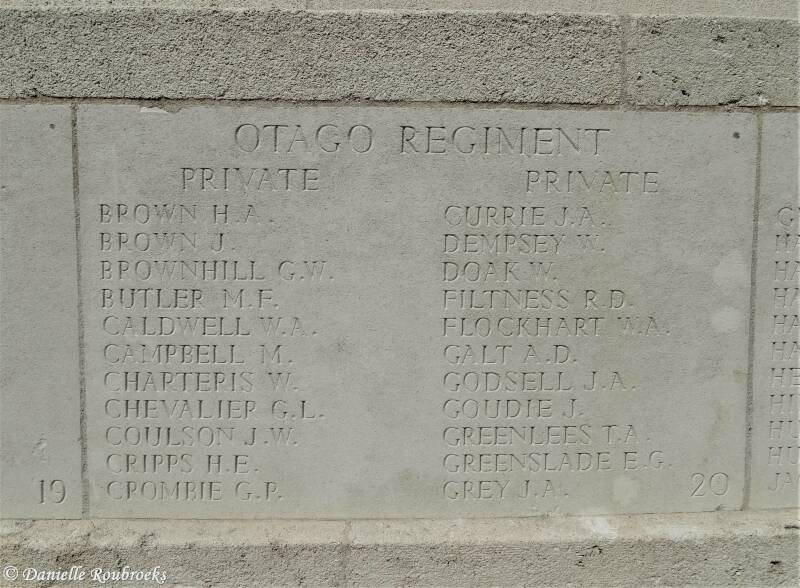 OTAGO REGIMENT
PRIVATE
BROWN H.A.
BROWN J.
BROWNHILL G.W.
BUTLER M.F.
CALDWELL W.A.
CAMPBELL M.
CHARTERIS W.
CHEVALIER G.L.
COULSON J.W.
CRIPPS H.E.
CROMBIE G.P.
PRIVATE
CURRIE J.A.
DEMPSEY W.
DOAK W.
FILTNESS R.D.
FLOCKHART W.A.
GALT A.D.
GODSELL J.A.
GOUDIE J.
GREENLEES T.A.
GREENSLADE E.G.
GREY J.A.
19
20
© Danielle Roubroeks